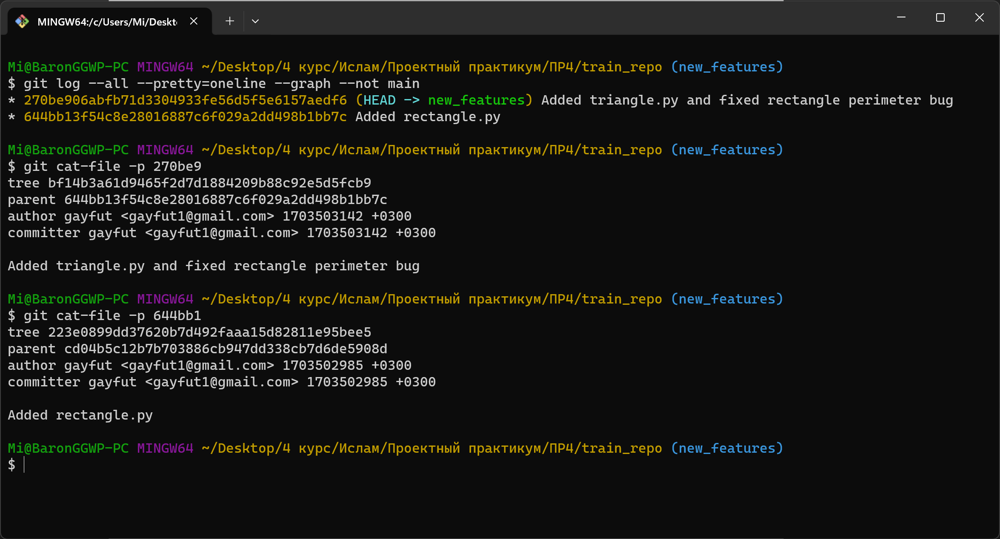 MINGW64:/c/Users/Mi/Deskt
Mi@BaronGGWP-PC MINGW64 ~/Desktop/4 курс/Ислам/Проектный практикум/ПР4/train_repo (new_features)
$ git log --all --pretty=oneline --graph --not main
* 270be906abfb71d3304933fe56d5f5e6157aedf6 (HEAD -> new_features) Added triangle.py and fixed rectangle perimeter bug
* 644bb13f54c8e28016887c6f029a2dd498b1bb7c Added rectangle.py
Mi@BaronGGWP-PC MINGW64 ~/Desktop/4 курс/Ислам/Проектный практикум/ПР4/train_repo (new_features)
$ git cat-file -p 270be9
tree bf14b3a61d9465f2d7d1884209b88c92e5d5fcb9
parent 644bb13f54c8e28016887c6f029a2dd498b1bb7c
author gayfut <gayfut1@gmail.com> 1703503142 +0300
committer gayfut <gayfut1@gmail.com> 1703503142 +0300
Added triangle.py and fixed rectangle perimeter bug
Mi@BaronGGWP-PC MINGW64 ~/Desktop/4 курс/Ислам/Проектный практикум/ПР4/train_repo (new_features)
$ git cat-file -p 644bb1
tree 223e0899dd37620b7d492faaa15d82811e95bee5
parent cd04b5c12b7b703886cb947dd338cb7d6de5908d
author gayfut <gayfut1@gmail.com> 1703502985 +0300
committer gayfut <gayfut1@gmail.com> 1703502985 +0300
Added rectangle.py
Mi@BaronGGWP-PC MINGW64 ~/Desktop/4 курс/Ислам/Проектный практикум/ПР4/train_repo (new_features)
$